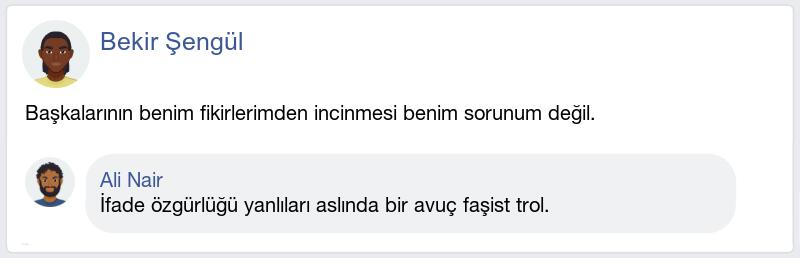 Bekir Şengül
Başkalarının benim fikirlerimden incinmesi benim sorunum değil.
Ali Nair
İfade özgürlüğü yanlıları aslında bir avuç faşist trol.